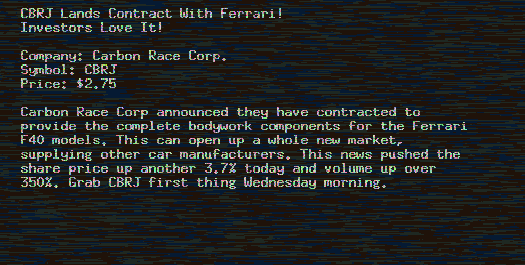 CBRJ Lands Contract With Ferrari!
Investors Love It!
Company: Carbon Race Corp.
Symbol: CBRJ
Price: $2.75
Carbon Race Corp announced they have contracted to
provide the complete bodywork components for the Ferrari
F40 models. This can open up a whole new market,
supplying other car manufacturers. This news pushed the
share price up another 3.7% today and volume up over
350%. Grab CBRJ first thing Wednesday morning.